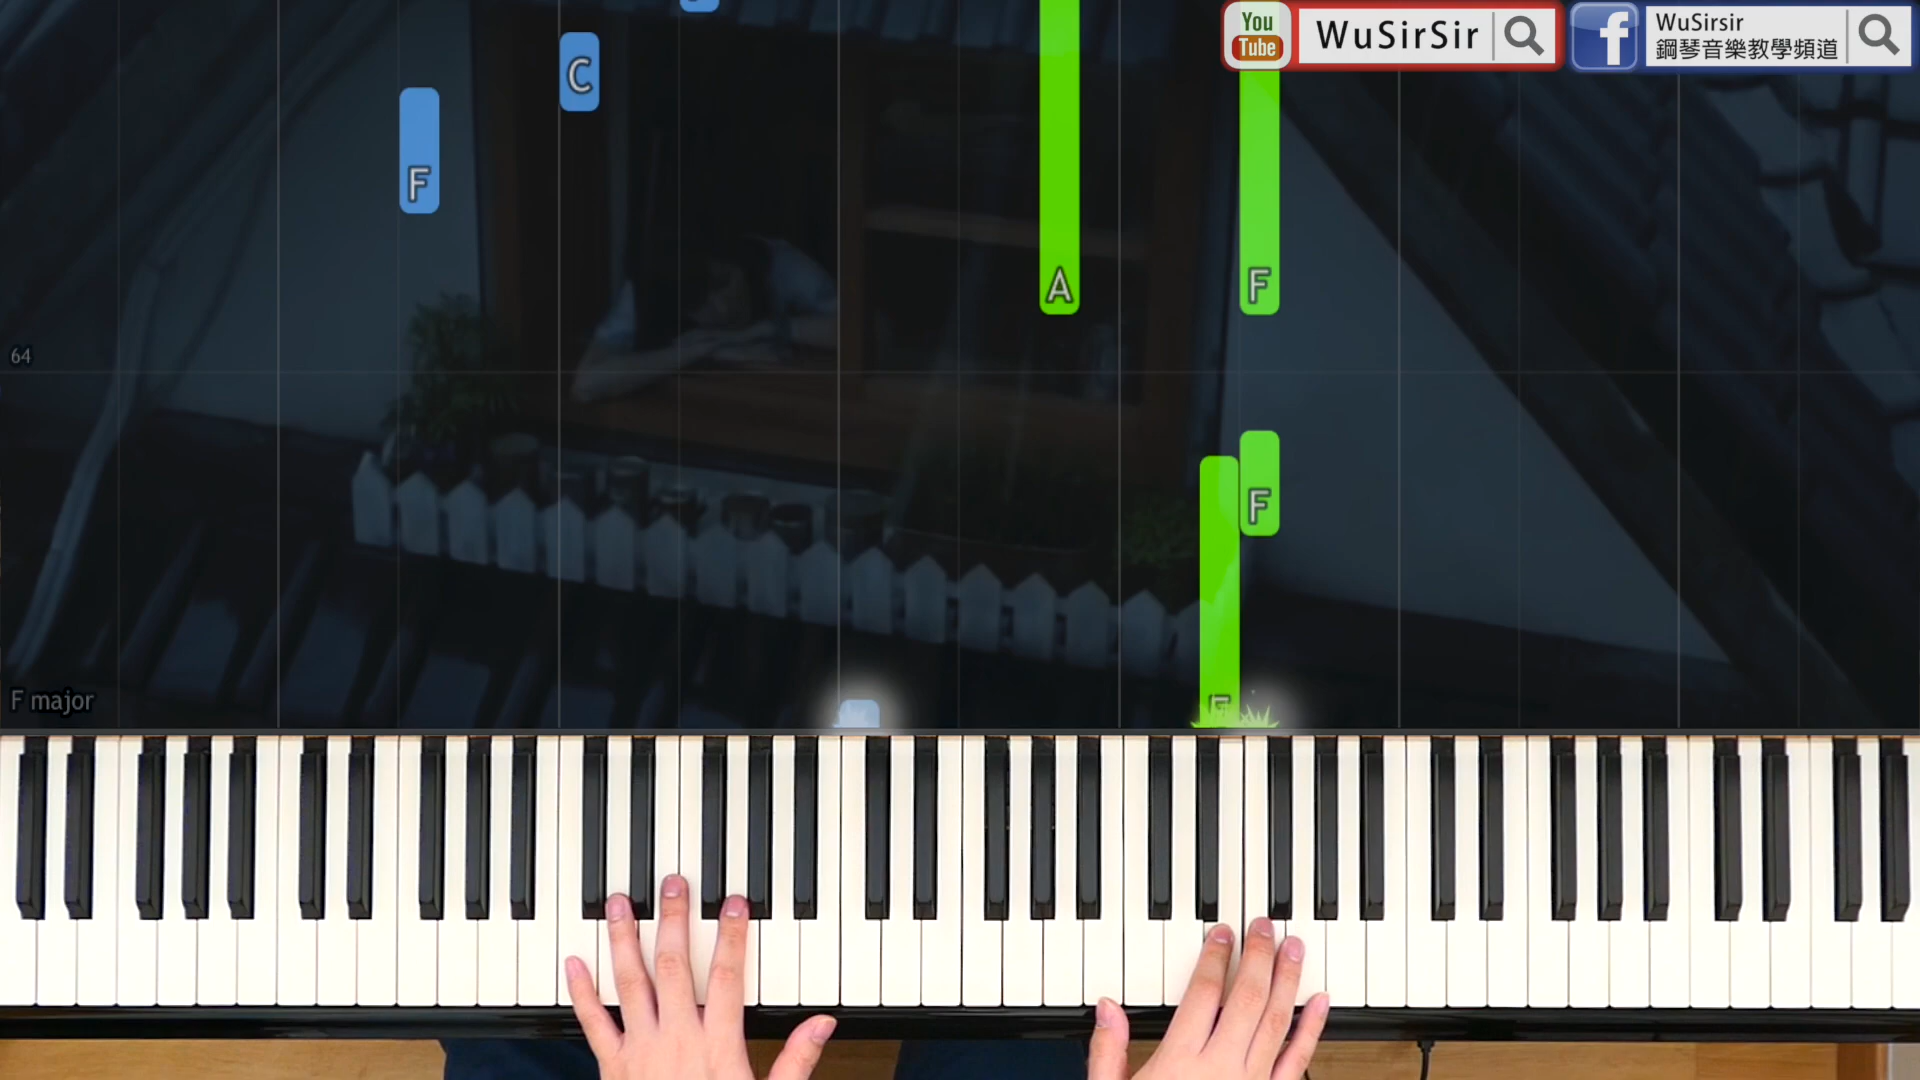 You
Tube
WuSirSir
WuSirsir
鋼琴音樂教學頻道
f
C
F
A
F
64
F
E
F major